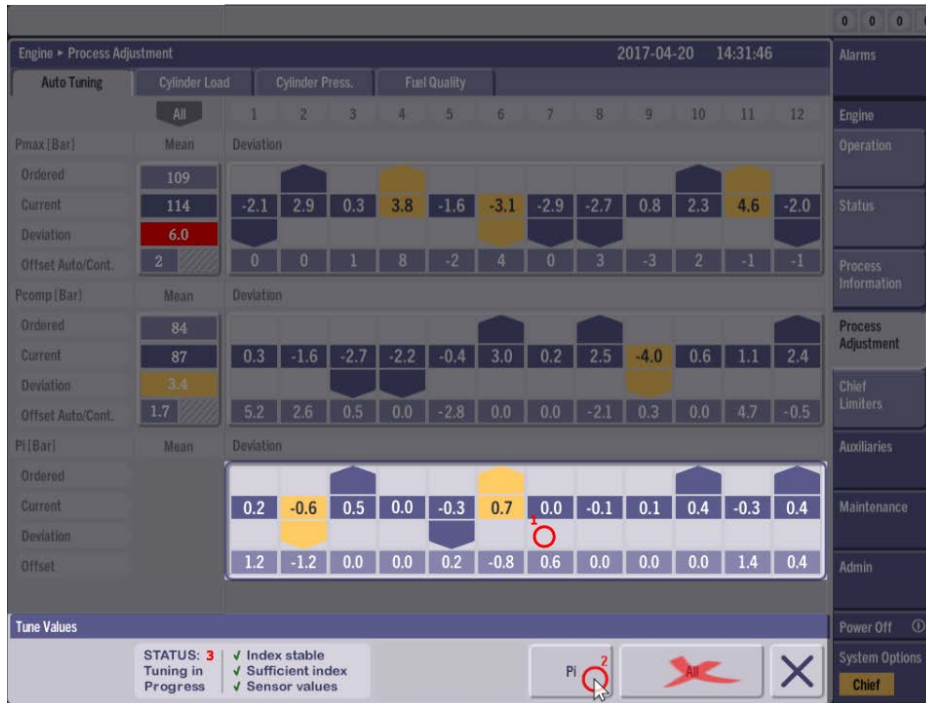 0 0 0
Engine ▸ Process Adjustment 2017-04-20 14:31:46
Alarms
Auto Tuning Cylinder Load Cylinder Press. Fuel Quality
All 1 2 3 4 5 6 7 8 9 10 11 12
Engine
Pmax [Bar] Mean Deviation
Operation
Ordered 109
Current 114 -2.1 2.9 0.3 3.8 -1.6 -3.1 -2.9 -2.7 0.8 2.3 4.6 -2.0
Status
Deviation 6.0
Offset Auto/Cont. 2 0 0 1 8 -2 4 0 3 -3 2 -1 -1
Process
Information
Pcomp [Bar] Mean Deviation
Ordered 84
Process
Adjustment
Current 87 0.3 -1.6 -2.7 -2.2 -0.4 3.0 0.2 2.5 -4.0 0.6 1.1 2.4
Deviation 3.4
Chief
Limiters
Offset Auto/Cont. 1.7 5.2 2.6 0.5 0.0 -2.8 0.0 0.0 -2.1 0.3 0.0 4.7 -0.5
Pi [Bar] Mean Deviation
Auxiliaries
Ordered
Current 0.2 -0.6 0.5 0.0 -0.3 0.7 0.0 -0.1 0.1 0.4 -0.3 0.4
Maintenance
1
Deviation
Offset 1.2 -1.2 0.0 0.0 0.2 -0.8 0.6 0.0 0.0 0.0 1.4 0.4
Admin
Tune Values
Power Off
STATUS: 3
Tuning in
Progress
✓ Index stable
✓ Sufficient index
✓ Sensor values
Pi 2
All
System Options
Chief